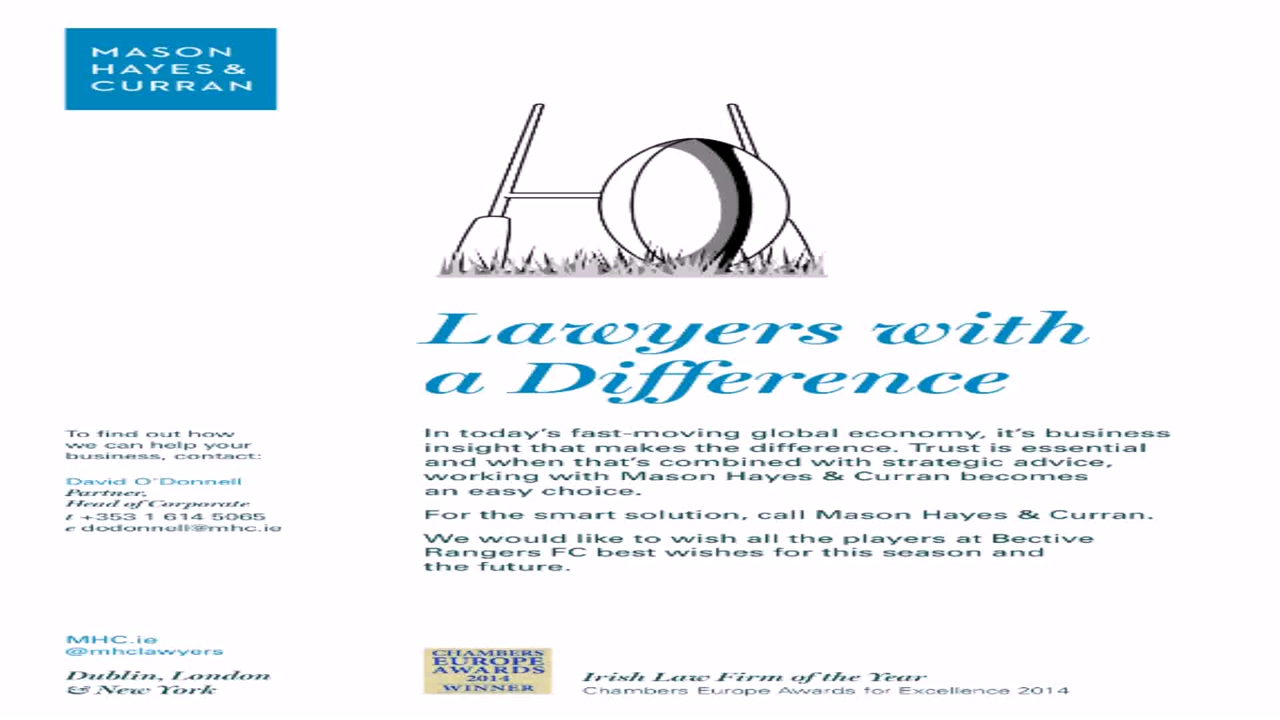 MASON
HAYES &
CURRAN
Lawyers with
a Difference
In today's fast-moving global economy, it's business
insight that makes the difference. Trust is essential
and when that's combined with strategic advice,
working with Mason Hayes & Curran becomes
an easy choice.
For the smart solution, call Mason Hayes & Curran.
We would like to wish all the players at Bective
Rangers FC best wishes for this season and
the future.
To find out how
we can help your
business, contact:
David O'Donnell
Partner,
Head of Corporate
t +353 1 614 5065
e dodonnell@mhc.ie
MHC.ie
@mhclawyers
Dublin, London
& New York
CHAMBERS
EUROPE
AWARDS
2014
WINNER
Irish Law Firm of the Year
Chambers Europe Awards for Excellence 2014